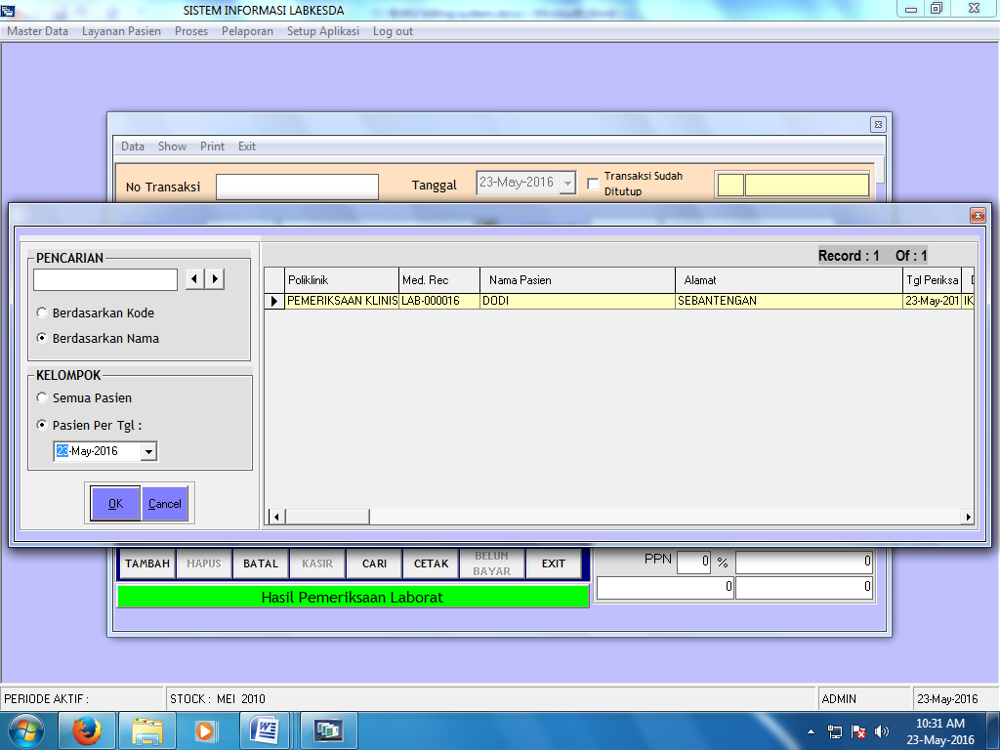 SISTEM INFORMASI LABKESDA
Master Data Layanan Pasien Proses Pelaporan Setup Aplikasi Log out
Data Show Print Exit
No Transaksi Tanggal 23-May-2016 Transaksi Sudah Ditutup
PENCARIAN
Berdasarkan Kode
Berdasarkan Nama
KELOMPOK
Semua Pasien
Pasien Per Tgl :
23-May-2016
OK Cancel
Record : 1 Of : 1
Poliklinik Med. Rec Nama Pasien Alamat Tgl Periksa
PEMERIKSAAN KLINIS LAB-000016 DODI SEBANTENGAN 23-May-201 IK
TAMBAH HAPUS BATAL KASIR CARI CETAK BELUM BAYAR EXIT
PPN 0 % 0
0 0
Hasil Pemeriksaan Laborat
PERIODE AKTIF : STOCK : MEI 2010 ADMIN 23-May-2016
10:31 AM
23-May-2016